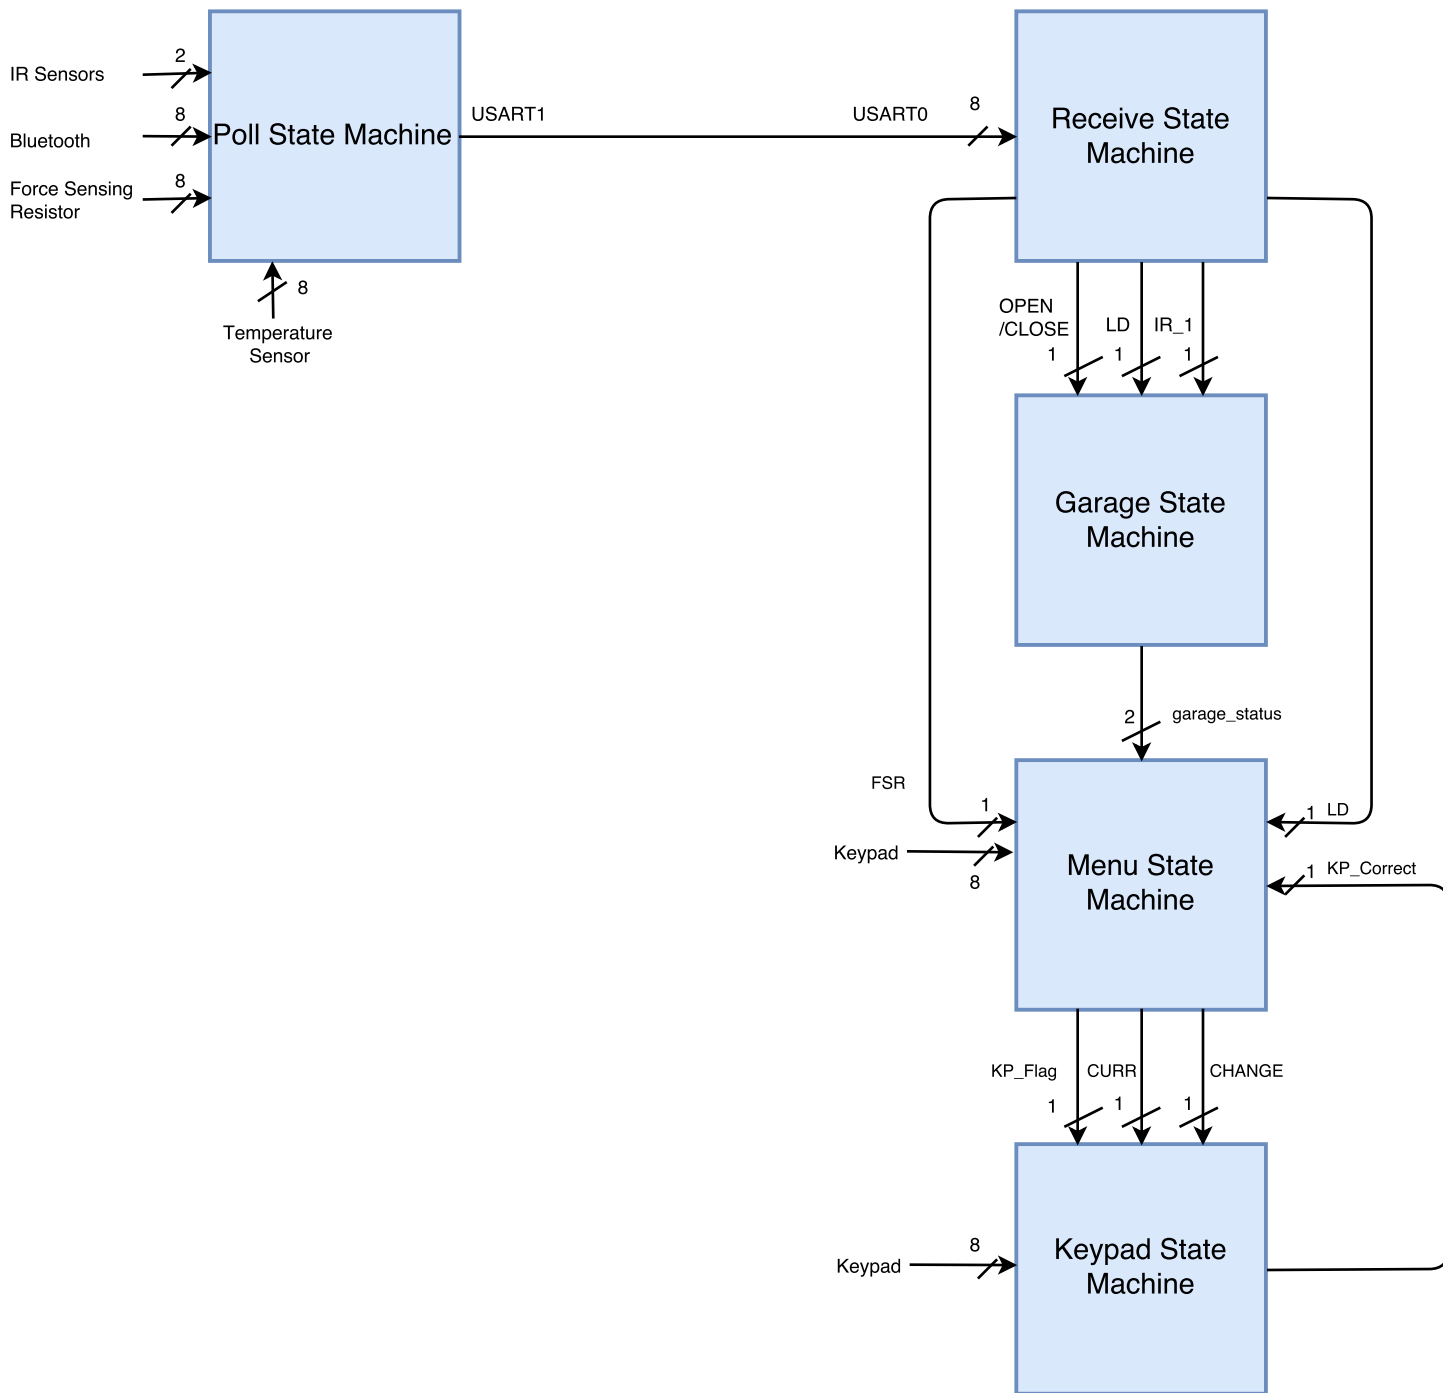 IR Sensors
2
Bluetooth
8
Force Sensing
Resistor
8
Poll State Machine
8
Temperature
Sensor
USART1
USART0
8
Receive State
Machine
OPEN
/CLOSE
1
LD
1
IR_1
1
Garage State
Machine
2
garage_status
FSR
1
Keypad
8
1
LD
1
KP_Correct
Menu State
Machine
KP_Flag
1
CURR
1
CHANGE
1
Keypad
8
Keypad State
Machine